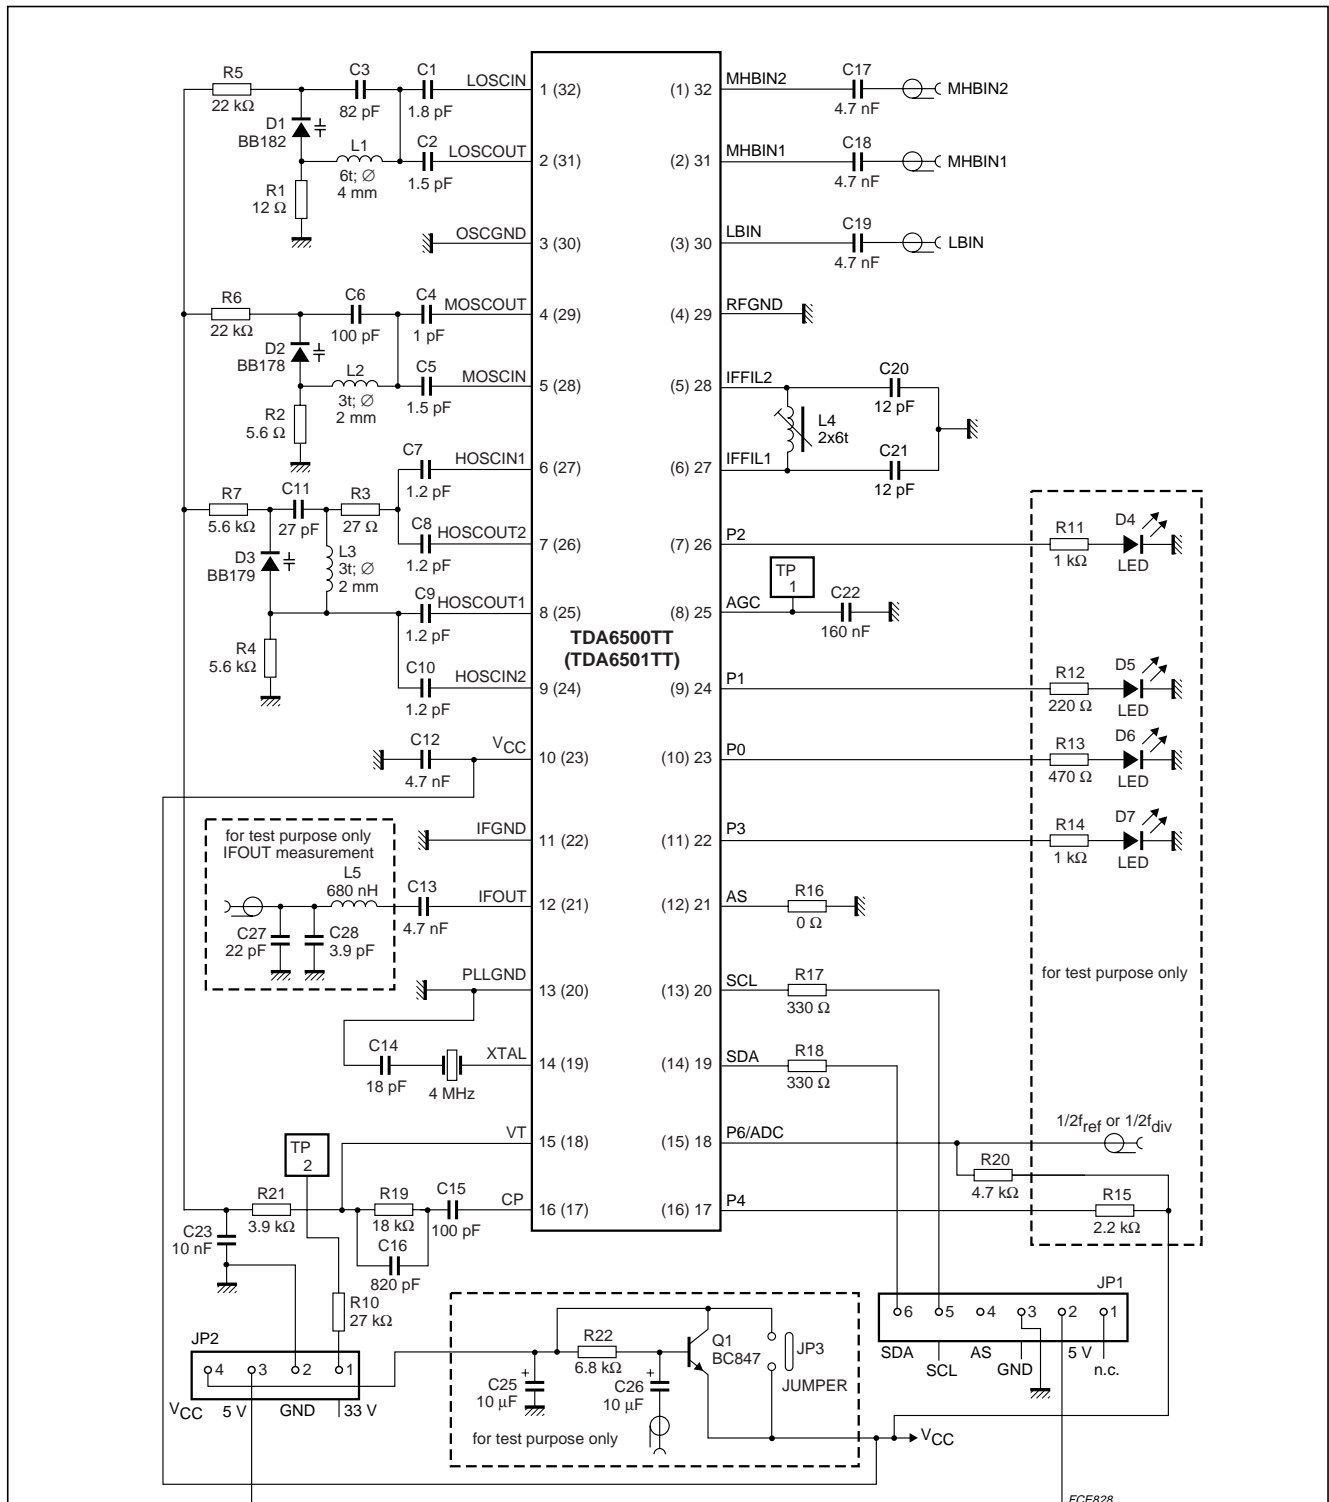 R5
22 kΩ
C3
82 pF
C1
1.8 pF
LOSCIN
1 (32)
D1
BB182
L1
6t; Ø
4 mm
C2
1.5 pF
LOSCOUT
2 (31)
R1
12 Ω
OSCGND
3 (30)
R6
22 kΩ
C6
100 pF
C4
1 pF
MOSCOUT
4 (29)
D2
BB178
L2
3t; Ø
2 mm
C5
1.5 pF
MOSCIN
5 (28)
R2
5.6 Ω
C7
1.2 pF
HOSCIN1
6 (27)
R7
5.6 kΩ
C11
27 pF
R3
27 Ω
C8
1.2 pF
HOSCOUT2
7 (26)
D3
BB179
L3
3t; Ø
2 mm
C9
1.2 pF
HOSCOUT1
8 (25)
R4
5.6 kΩ
C10
1.2 pF
HOSCIN2
9 (24)
C12
4.7 nF
VCC
10 (23)
IFGND
11 (22)
for test purpose only
IFOUT measurement
L5
680 nH
C13
4.7 nF
IFOUT
12 (21)
C27
22 pF
C28
3.9 pF
PLLGND
13 (20)
C14
18 pF
4 MHz
XTAL
14 (19)
TP
2
VT
15 (18)
R21
3.9 kΩ
R19
18 kΩ
C15
100 pF
CP
16 (17)
C23
10 nF
C16
820 pF
R10
27 kΩ
TDA6500TT
(TDA6501TT)
(1) 32
MHBIN2
C17
4.7 nF
MHBIN2
(2) 31
MHBIN1
C18
4.7 nF
MHBIN1
(3) 30
LBIN
C19
4.7 nF
LBIN
(4) 29
RFGND
(5) 28
IFFIL2
C20
12 pF
L4
2x6t
(6) 27
IFFIL1
C21
12 pF
(7) 26
P2
R11
1 kΩ
D4
LED
TP
1
(8) 25
AGC
C22
160 nF
(9) 24
P1
R12
220 Ω
D5
LED
(10) 23
P0
R13
470 Ω
D6
LED
(11) 22
P3
R14
1 kΩ
D7
LED
(12) 21
AS
R16
0 Ω
for test purpose only
(13) 20
SCL
R17
330 Ω
(14) 19
SDA
R18
330 Ω
(15) 18
P6/ADC
1/2fref or 1/2fdiv
R20
4.7 kΩ
(16) 17
P4
R15
2.2 kΩ
JP2
4 3 2 1
VCC 5 V GND 33 V
R22
6.8 kΩ
C25
+
10 µF
C26
+
10 µF
Q1
BC847
JP3
JUMPER
for test purpose only
JP1
6 5 4 3 2 1
SDA
SCL
AS
GND
5 V
n.c.
VCC
FCE828